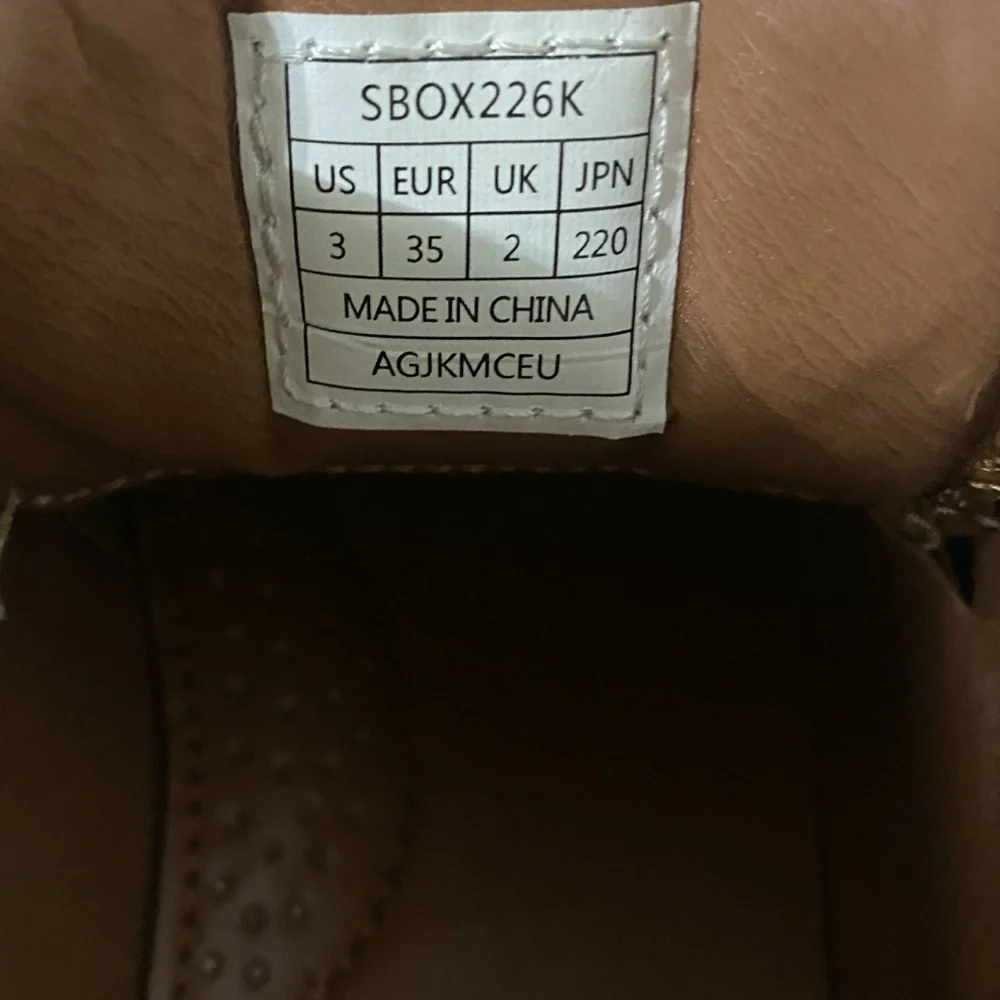 SBOX226K
US EUR UK JPN
3 35 2 220
MADE IN CHINA
AGJKMCEU